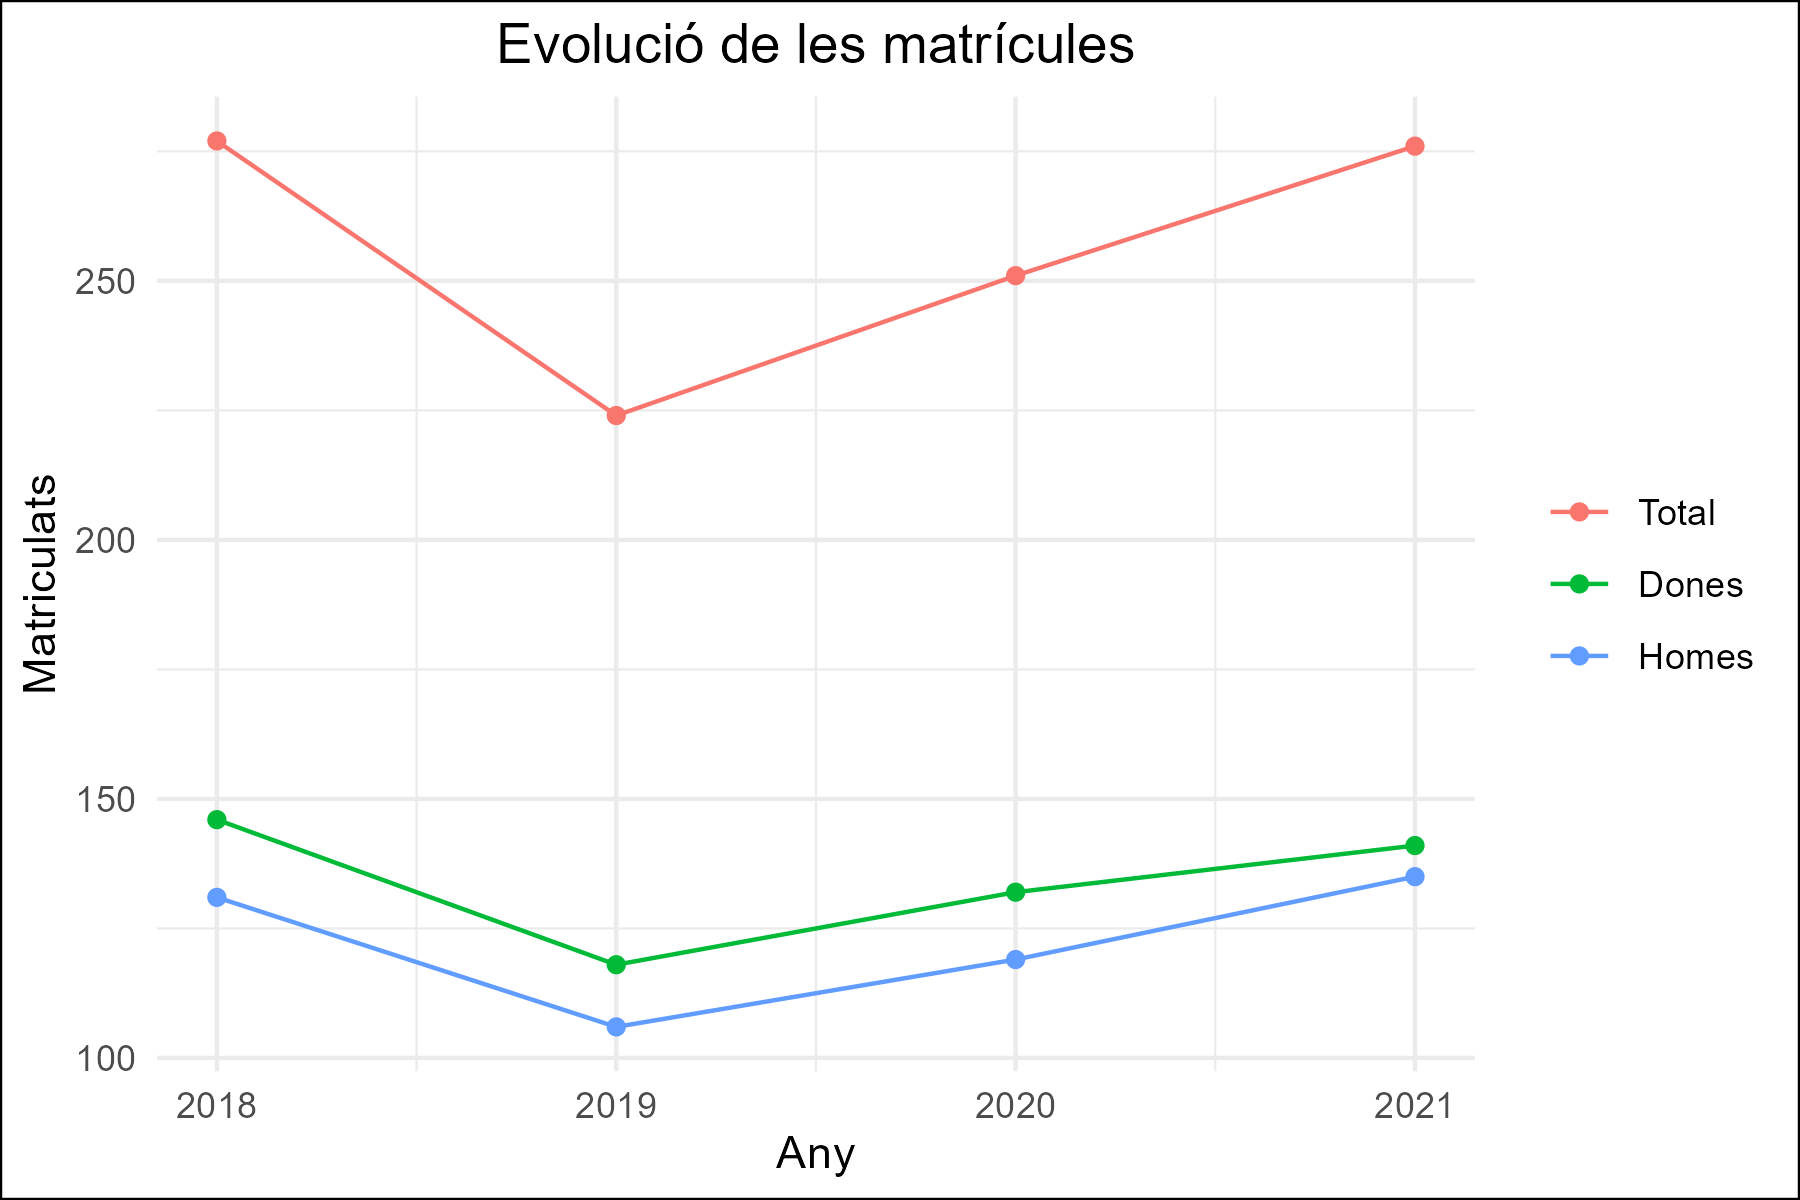 Evolució de les matrícules
Matriculats
250
200
150
100
2018 2019 2020 2021
Any
Total
Dones
Homes